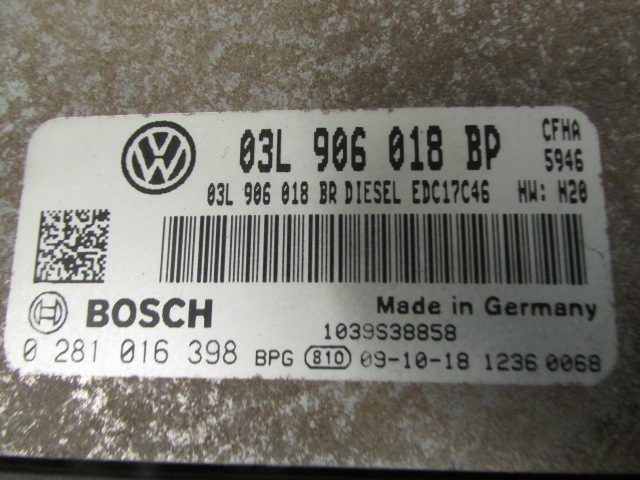 03L 906 018 BP CFHA
5946
03L 906 018 BR DIESEL EDC17C46 HW: H20
BOSCH Made in Germany
1039S38858
0 281 016 398 BPG 810 09-10-18 1236 0068